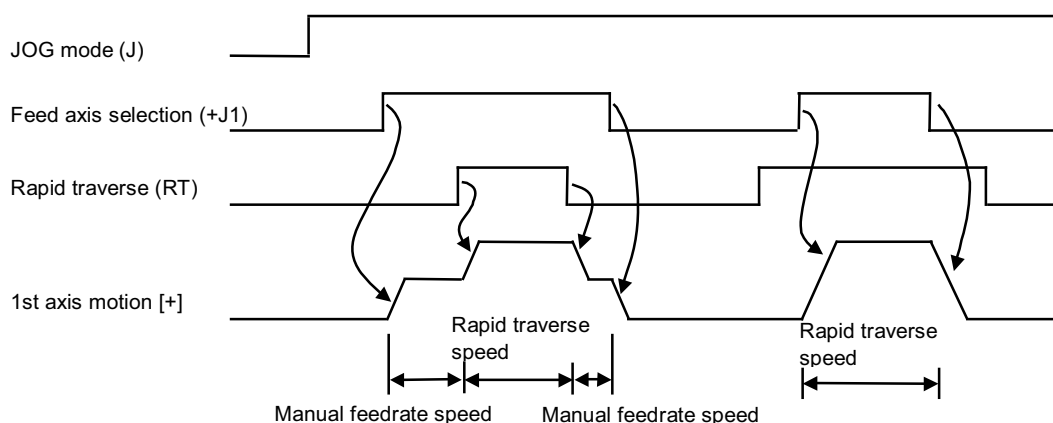 JOG mode (J)
Feed axis selection (+J1)
Rapid traverse (RT)
1st axis motion [+]
Rapid traverse
speed
Rapid traverse
speed
Manual feedrate speed
Manual feedrate speed